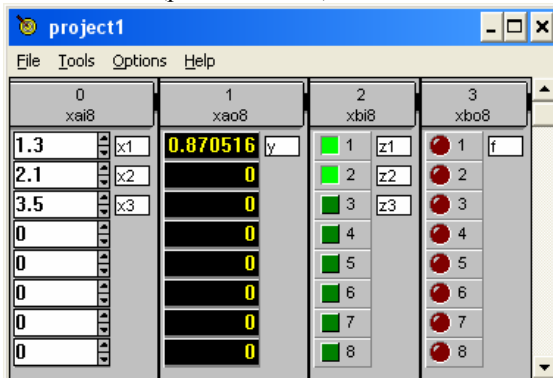 project1
File Tools Options Help
0 1 2 3
xai8 xao8 xbi8 xbo8
1.3 x1 0.870516 y 1 z1 1 f
2.1 x2 0 2 z2 2
3.5 x3 0 3 z3 3
0 0 4 4
0 0 5 5
0 0 6 6
0 0 7 7
0 0 8 8